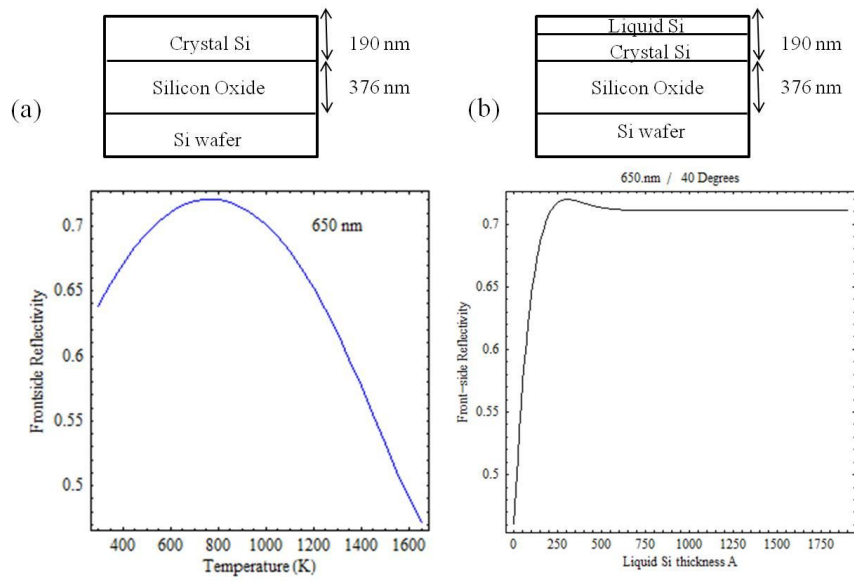 (a)
Crystal Si
190 nm
Silicon Oxide
376 nm
Si wafer
0.7
0.65
0.6
0.55
0.5
Frontside Reflectivity
650 nm
400 600 800 1000 1200 1400 1600
Temperature (K)
(b)
Liquid Si
Crystal Si
190 nm
Silicon Oxide
376 nm
Si wafer
650.nm / 40 Degrees
0.7
0.65
0.6
0.55
0.5
Front-side Reflectivity
0 250 500 750 1000 1250 1500 1750
Liquid Si thickness A